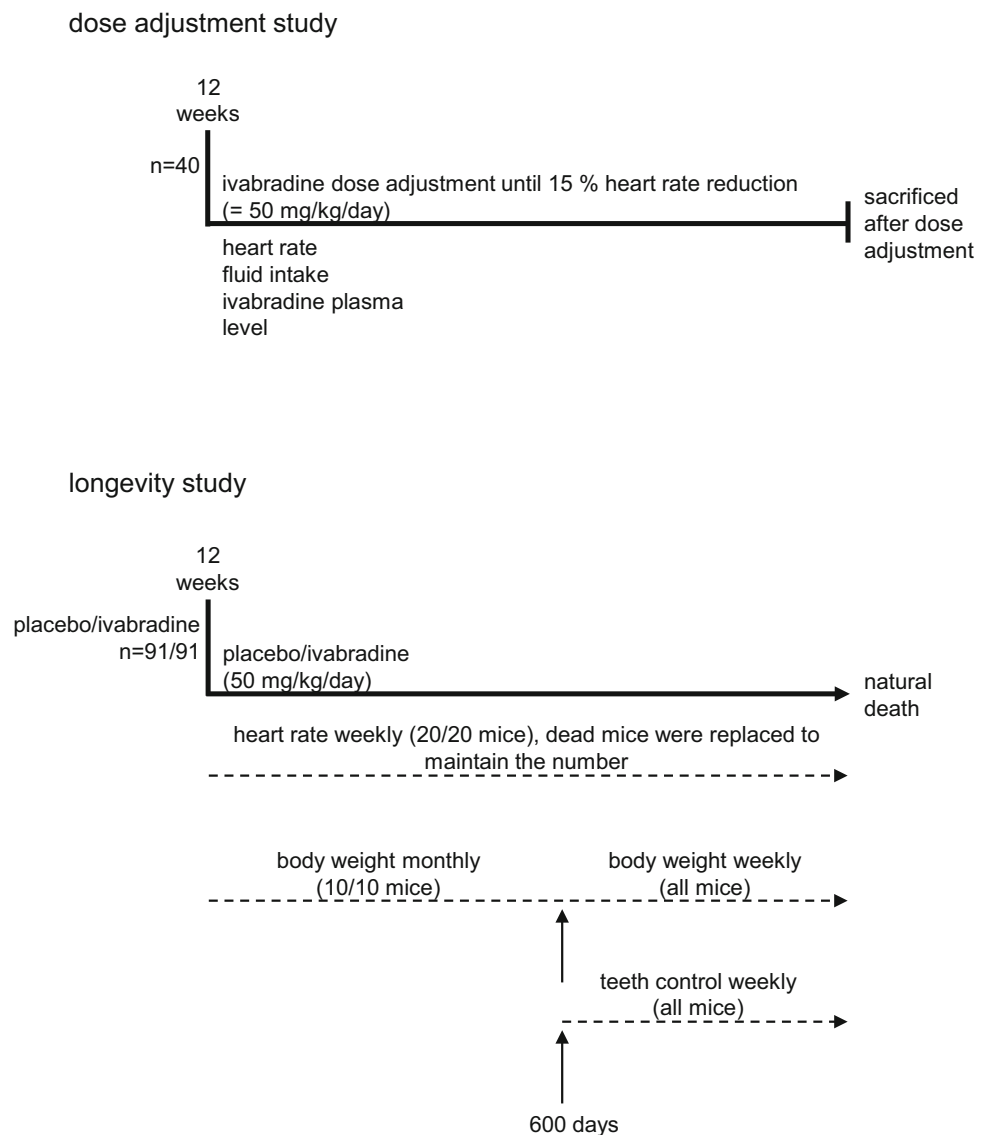 dose adjustment study
12
weeks
n=40
ivabradine dose adjustment until 15 % heart rate reduction
(= 50 mg/kg/day)
sacrificed
after dose
adjustment
heart rate
fluid intake
ivabradine plasma
level
longevity study
12
weeks
placebo/ivabradine
n=91/91
placebo/ivabradine
(50 mg/kg/day)
natural
death
heart rate weekly (20/20 mice), dead mice were replaced to
maintain the number
body weight monthly
(10/10 mice)
body weight weekly
(all mice)
teeth control weekly
(all mice)
600 days